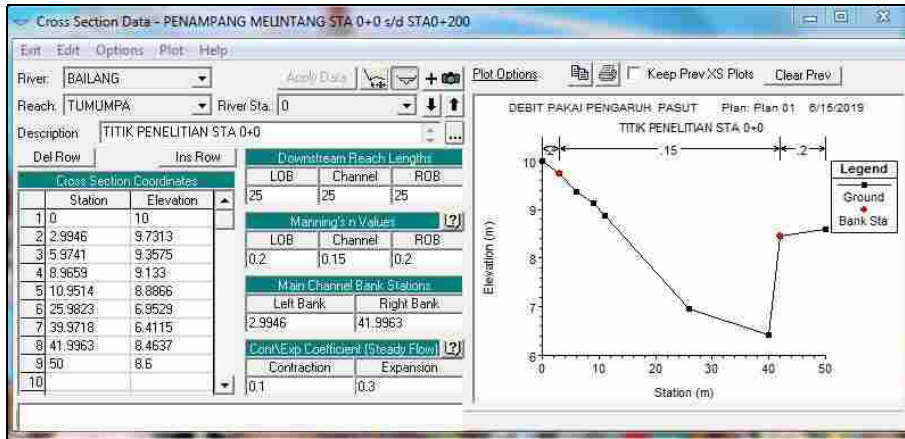 Cross Section Data - PENAMPANG MELINTANG STA 0+0 s/d STA0+200
Exit Edit Options Plot Help
River: BAILANG
Apply Data
Plot Options
Keep Prev XS Plots
Clear Prev
Reach: TUMUMPA
River Sta.: 0
Description TITIK PENELITIAN STA 0+0
...
Del Row
Ins Row
Cross Section Coordinates
Station Elevation
1 0 10
2 2.9946 9.7313
3 5.9741 9.3575
4 8.9659 9.133
5 10.9514 8.8866
6 25.9823 6.9529
7 39.9718 6.4115
8 41.9963 8.4637
9 50 8.6
10
Downstream Reach Lengths
LOB Channel ROB
25 25 25
Manning's n Values
LOB Channel ROB
0.2 0.15 0.2
Main Channel Bank Stations
Left Bank Right Bank
2.9946 41.9963
Cont\Exp Coefficient (Steady Flow)
Contraction Expansion
0.1 0.3
DEBIT PAKAI PENGARUH PASUT Plan: Plan 01 8/15/2019
TITIK PENELITIAN STA 0+0
.15 .2
Legend
Ground
Bank Sta
Elevation (m)
10
9
8
7
6
0 10 20 30 40 50
Station (m)